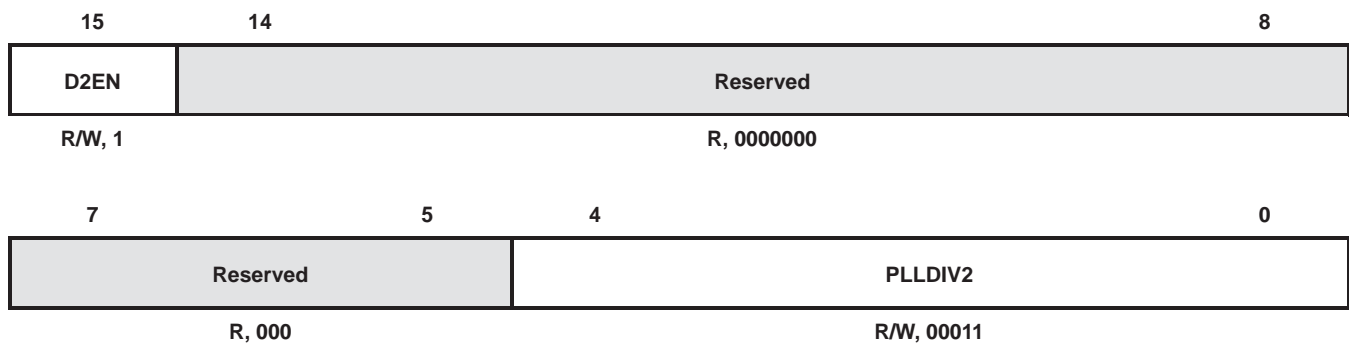 15 14 8
D2EN Reserved
R/W, 1 R, 0000000
7 5 4 0
Reserved PLLDIV2
R, 000 R/W, 00011